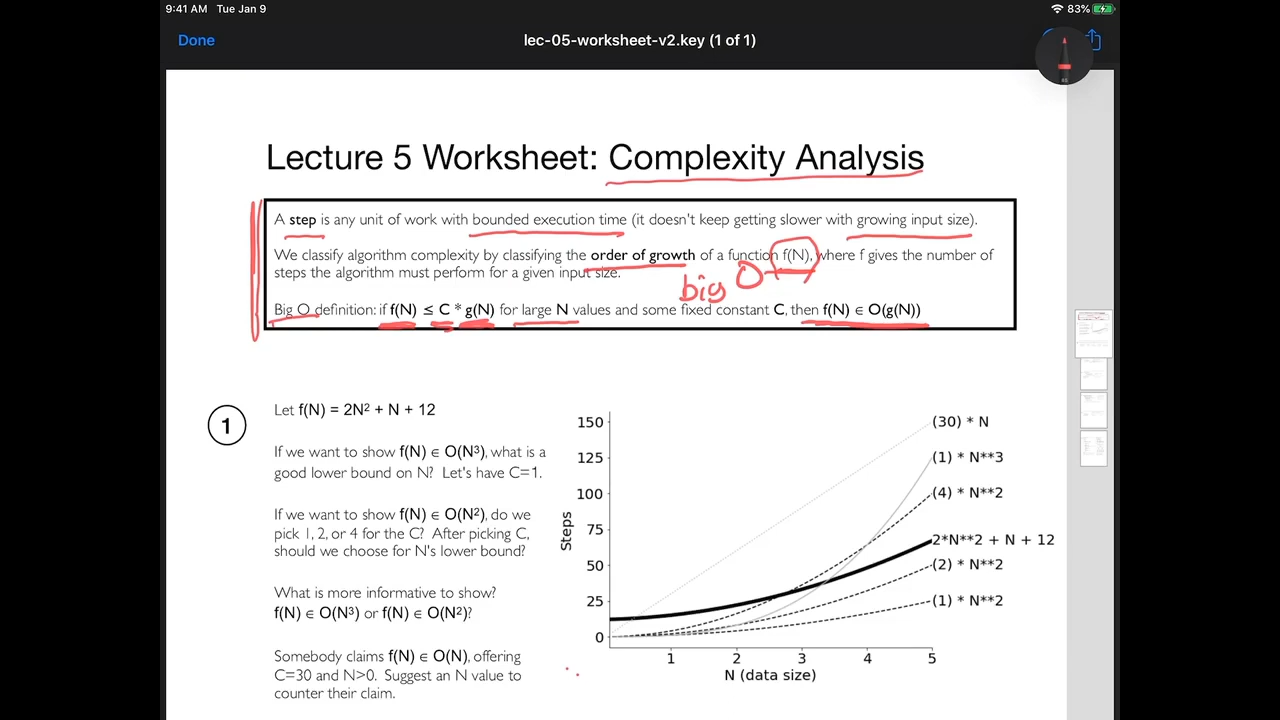 9:41 AM Tue Jan 9 83%
Done lec-05-worksheet-v2.key (1 of 1)
Lecture 5 Worksheet: Complexity Analysis
A step is any unit of work with bounded execution time (it doesn't keep getting slower with growing input size).
We classify algorithm complexity by classifying the order of growth of a function f(N), where f gives the number of
steps the algorithm must perform for a given input size.
big O
Big O definition: if f(N) ≤ C * g(N) for large N values and some fixed constant C, then f(N) ∈ O(g(N))
1
Let f(N) = 2N² + N + 12
If we want to show f(N) ∈ O(N³), what is a
good lower bound on N? Let's have C=1.
If we want to show f(N) ∈ O(N²), do we
pick 1, 2, or 4 for the C? After picking C,
should we choose for N's lower bound?
What is more informative to show?
f(N) ∈ O(N³) or f(N) ∈ O(N²)?
Somebody claims f(N) ∈ O(N), offering
C=30 and N>0. Suggest an N value to
counter their claim.
Steps
150
125
100
75
50
25
0
(30) * N
(1) * N**3
(4) * N**2
2*N**2 + N + 12
(2) * N**2
(1) * N**2
1 2 3 4 5
N (data size)